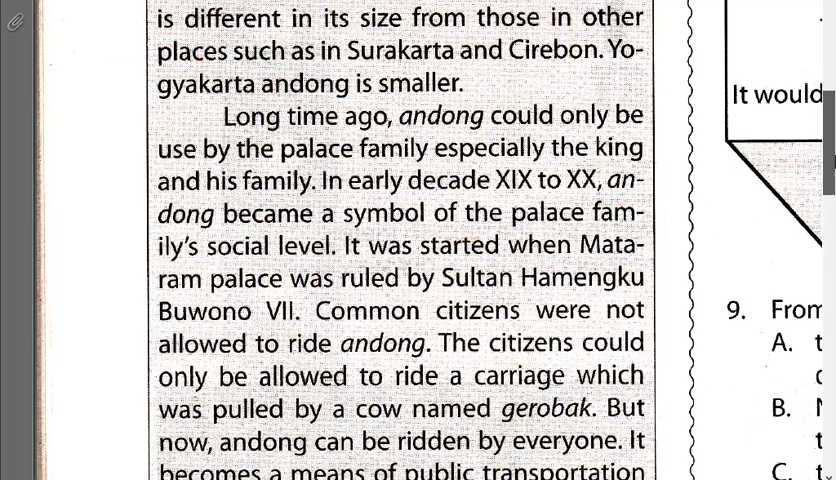 is different in its size from those in other
places such as in Surakarta and Cirebon. Yo-
gyakarta andong is smaller.
Long time ago, andong could only be
use by the palace family especially the king
and his family. In early decade XIX to XX, an-
dong became a symbol of the palace fam-
ily's social level. It was started when Mata-
ram palace was ruled by Sultan Hamengku
Buwono VII. Common citizens were not
allowed to ride andong. The citizens could
only be allowed to ride a carriage which
was pulled by a cow named gerobak. But
now, andong can be ridden by everyone. It
becomes a means of public transportation
It would
9. From
A. t
B.
t
C. t